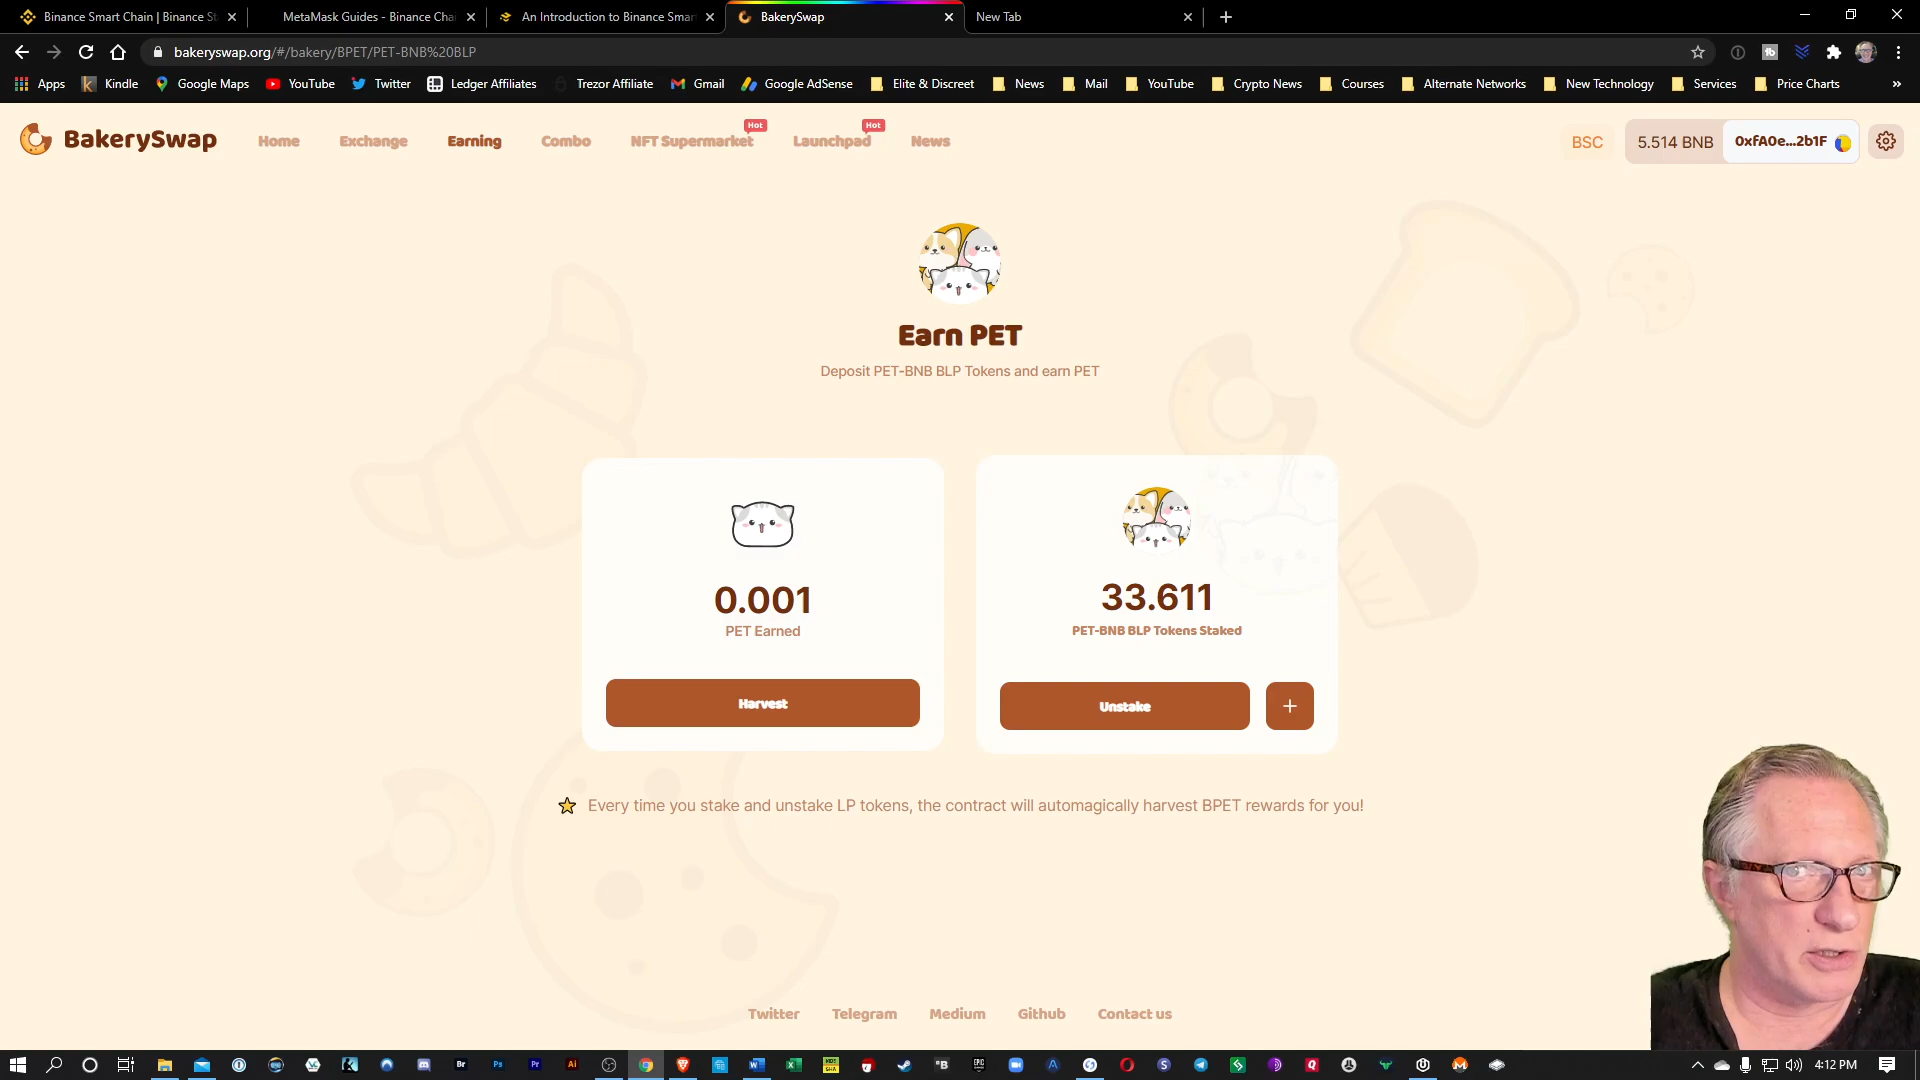 Binance Smart Chain | Binance St
MetaMask Guides - Binance Chai
An Introduction to Binance Smar
BakerySwap
New Tab
bakeryswap.org/#/bakery/BPET/PET-BNB%20BLP
Apps
Kindle
Google Maps
YouTube
Twitter
Ledger Affiliates
Trezor Affiliate
Gmail
Google AdSense
Elite & Discreet
News
Mail
YouTube
Crypto News
Courses
Alternate Networks
New Technology
Services
Price Charts
»
BakerySwap
Home
Exchange
Earning
Combo
NFT Supermarket
Hot
Launchpad
Hot
News
BSC
5.514 BNB
0xfA0e...2b1F
Earn PET
Deposit PET-BNB BLP Tokens and earn PET
0.001
PET Earned
Harvest
33.611
PET-BNB BLP Tokens Staked
Unstake
+
Every time you stake and unstake LP tokens, the contract will automagically harvest BPET rewards for you!
Twitter
Telegram
Medium
Github
Contact us
Br
Ps
Pr
Ai
4:12 PM